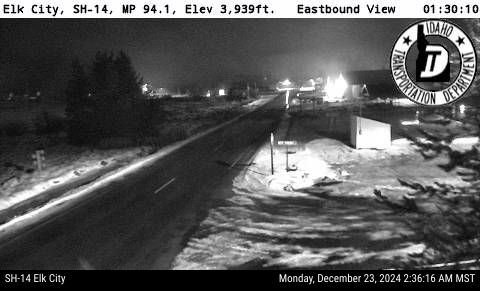 Elk City, SH-14, MP 94.1, Elev 3,939ft. Eastbound View 01:30:10
IDAHO
TRANSPORTATION DEPARTMENT
SH-14 Elk City Monday, December 23, 2024 2:36:16 AM MST